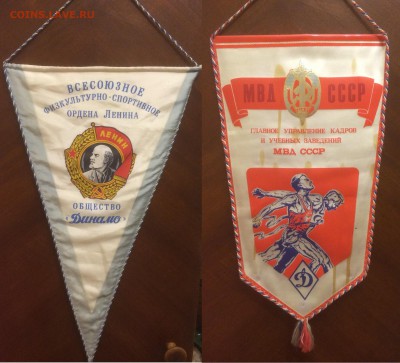 COINS.LAVE.RU
ВСЕСОЮЗНОЕ
ФИЗКУЛЬТУРНО-СПОРТИВНОЕ
ОРДЕНА ЛЕНИНА
ЛЕНИН
ОБЩЕСТВО
„Динамо"
МВД СССР
ГЛАВНОЕ УПРАВЛЕНИЕ КАДРОВ
И УЧЕБНЫХ ЗАВЕДЕНИЙ
МВД СССР
Д